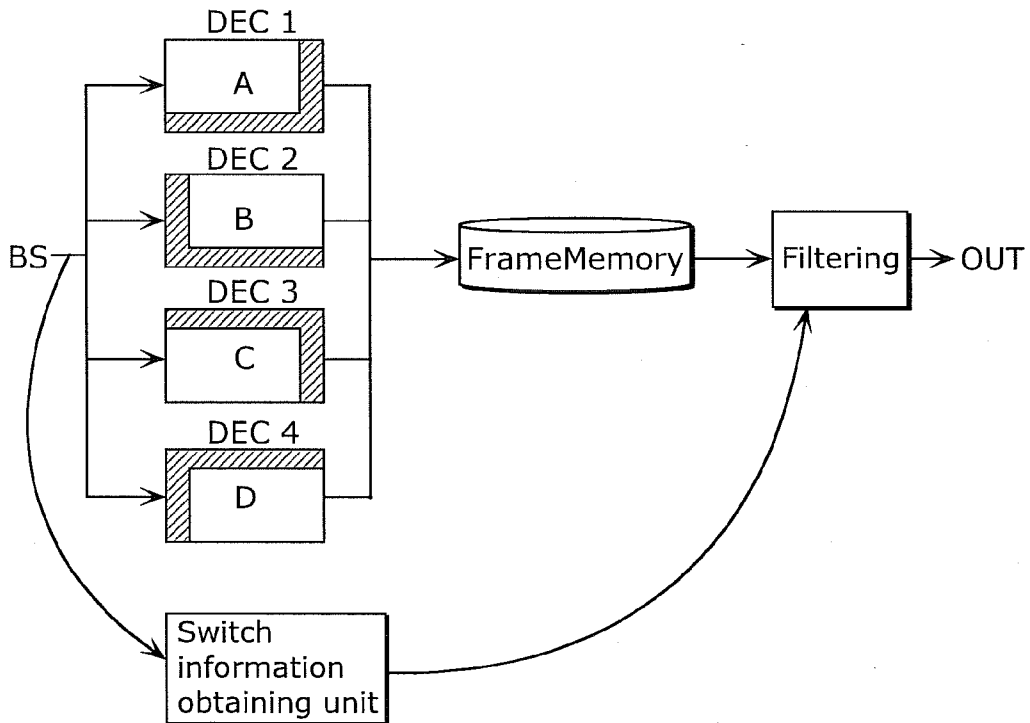 DEC 1
A
DEC 2
B
BS
FrameMemory
Filtering
OUT
DEC 3
C
DEC 4
D
Switch
information
obtaining unit